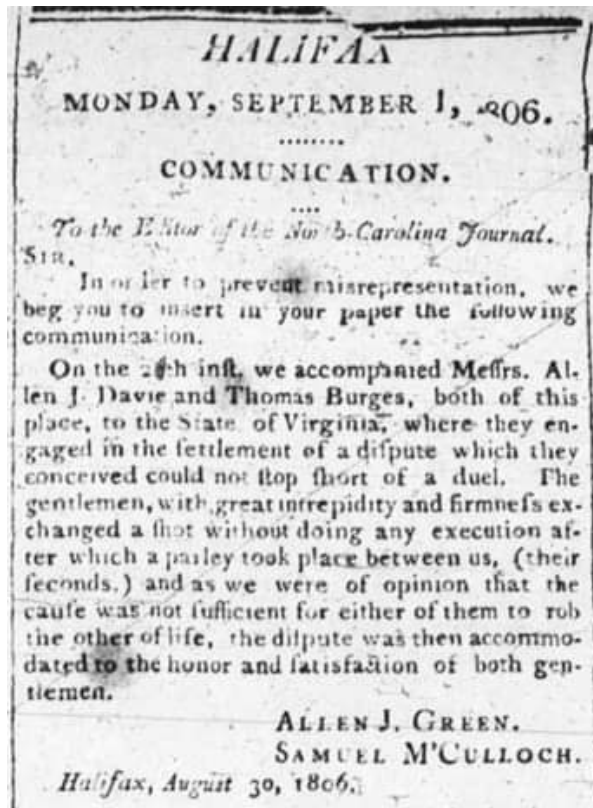 HALIFAX
MONDAY, SEPTEMBER 1, 1806.
COMMUNICATION.
To the Editor of the North-Carolina Journal.
SIR,
In order to prevent misrepresentation, we
beg you to insert in your paper the following
communication.
On the inſt. we accompanied Meſſrs. Al-
len J. Davie and Thomas Burges, both of this
place, to the State of Virginia, where they en-
gaged in the ſettlement of a diſpute which they
conceived could not ſtop ſhort of a duel. The
gentlemen, with great intrepidity and firmneſs ex-
changed a ſhot without doing any execution af-
ter which a parley took place between us, (their
ſeconds,) and as we were of opinion that the
cauſe was not ſufficient for either of them to rob
the other of life, the diſpute was then accommo-
dated to the honor and ſatisfaction of both gen-
tlemen.
ALLEN J. GREEN.
SAMUEL M'CULLOCH.
Halifax, August 30, 1806.